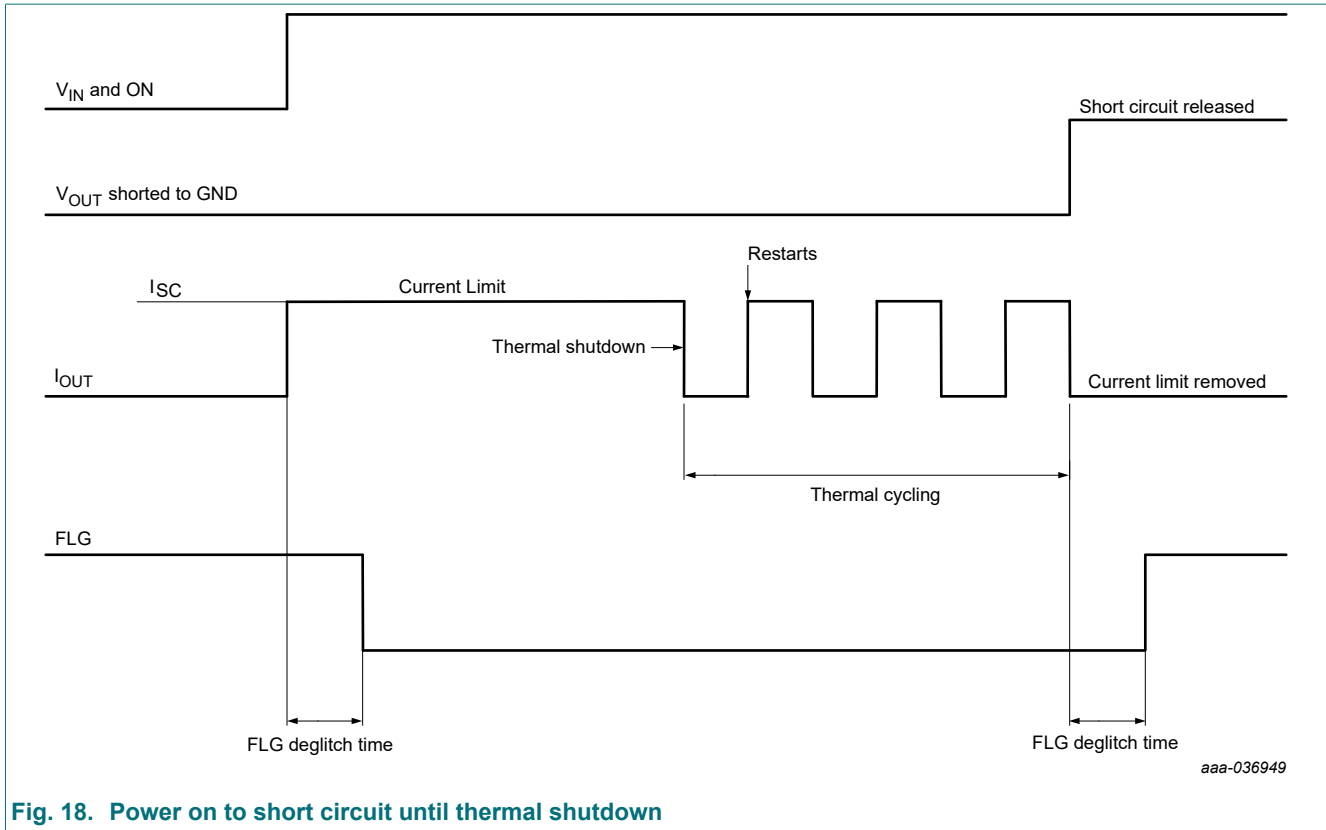 V_IN and ON
Short circuit released
V_OUT shorted to GND
Restarts
I_SC
Current Limit
Thermal shutdown
I_OUT
Current limit removed
Thermal cycling
FLG
FLG deglitch time
FLG deglitch time
aaa-036949
Fig. 18. Power on to short circuit until thermal shutdown